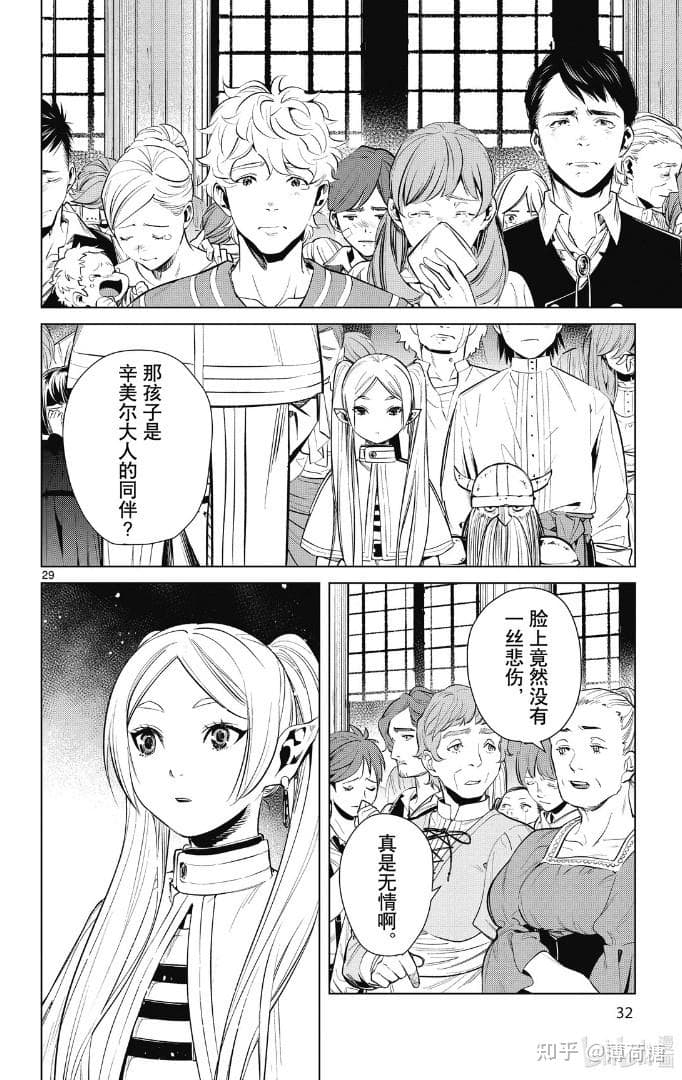 那孩子是
辛美尔大人的同伴？
29
脸上竟然没有
一丝悲伤，
真是无情啊。
32
知乎 @薄荷糖